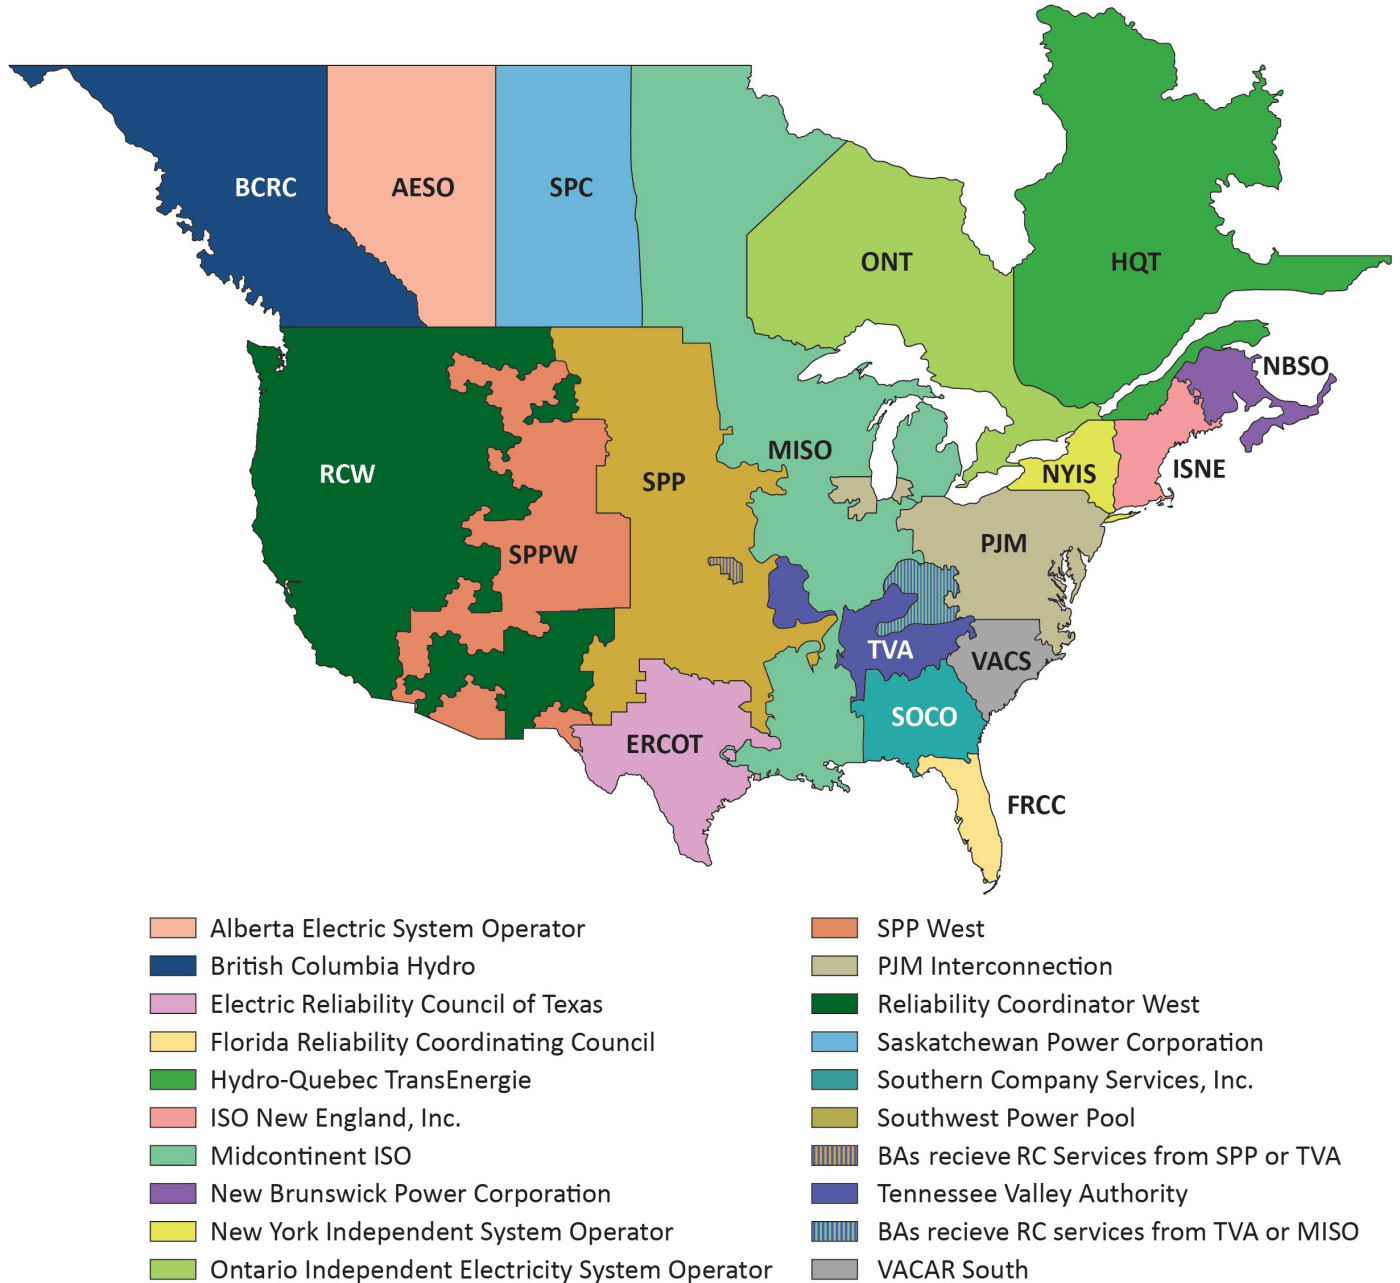 BCRC
AESO
SPC
ONT
HQT
NBSO
RCW
MISO
ISNE
SPP
NYIS
SPPW
PJM
TVA
VACS
SOCO
ERCOT
FRCC
Alberta Electric System Operator
British Columbia Hydro
Electric Reliability Council of Texas
Florida Reliability Coordinating Council
Hydro-Quebec TransEnergie
ISO New England, Inc.
Midcontinent ISO
New Brunswick Power Corporation
New York Independent System Operator
Ontario Independent Electricity System Operator
SPP West
PJM Interconnection
Reliability Coordinator West
Saskatchewan Power Corporation
Southern Company Services, Inc.
Southwest Power Pool
BAs recieve RC Services from SPP or TVA
Tennessee Valley Authority
BAs recieve RC services from TVA or MISO
VACAR South